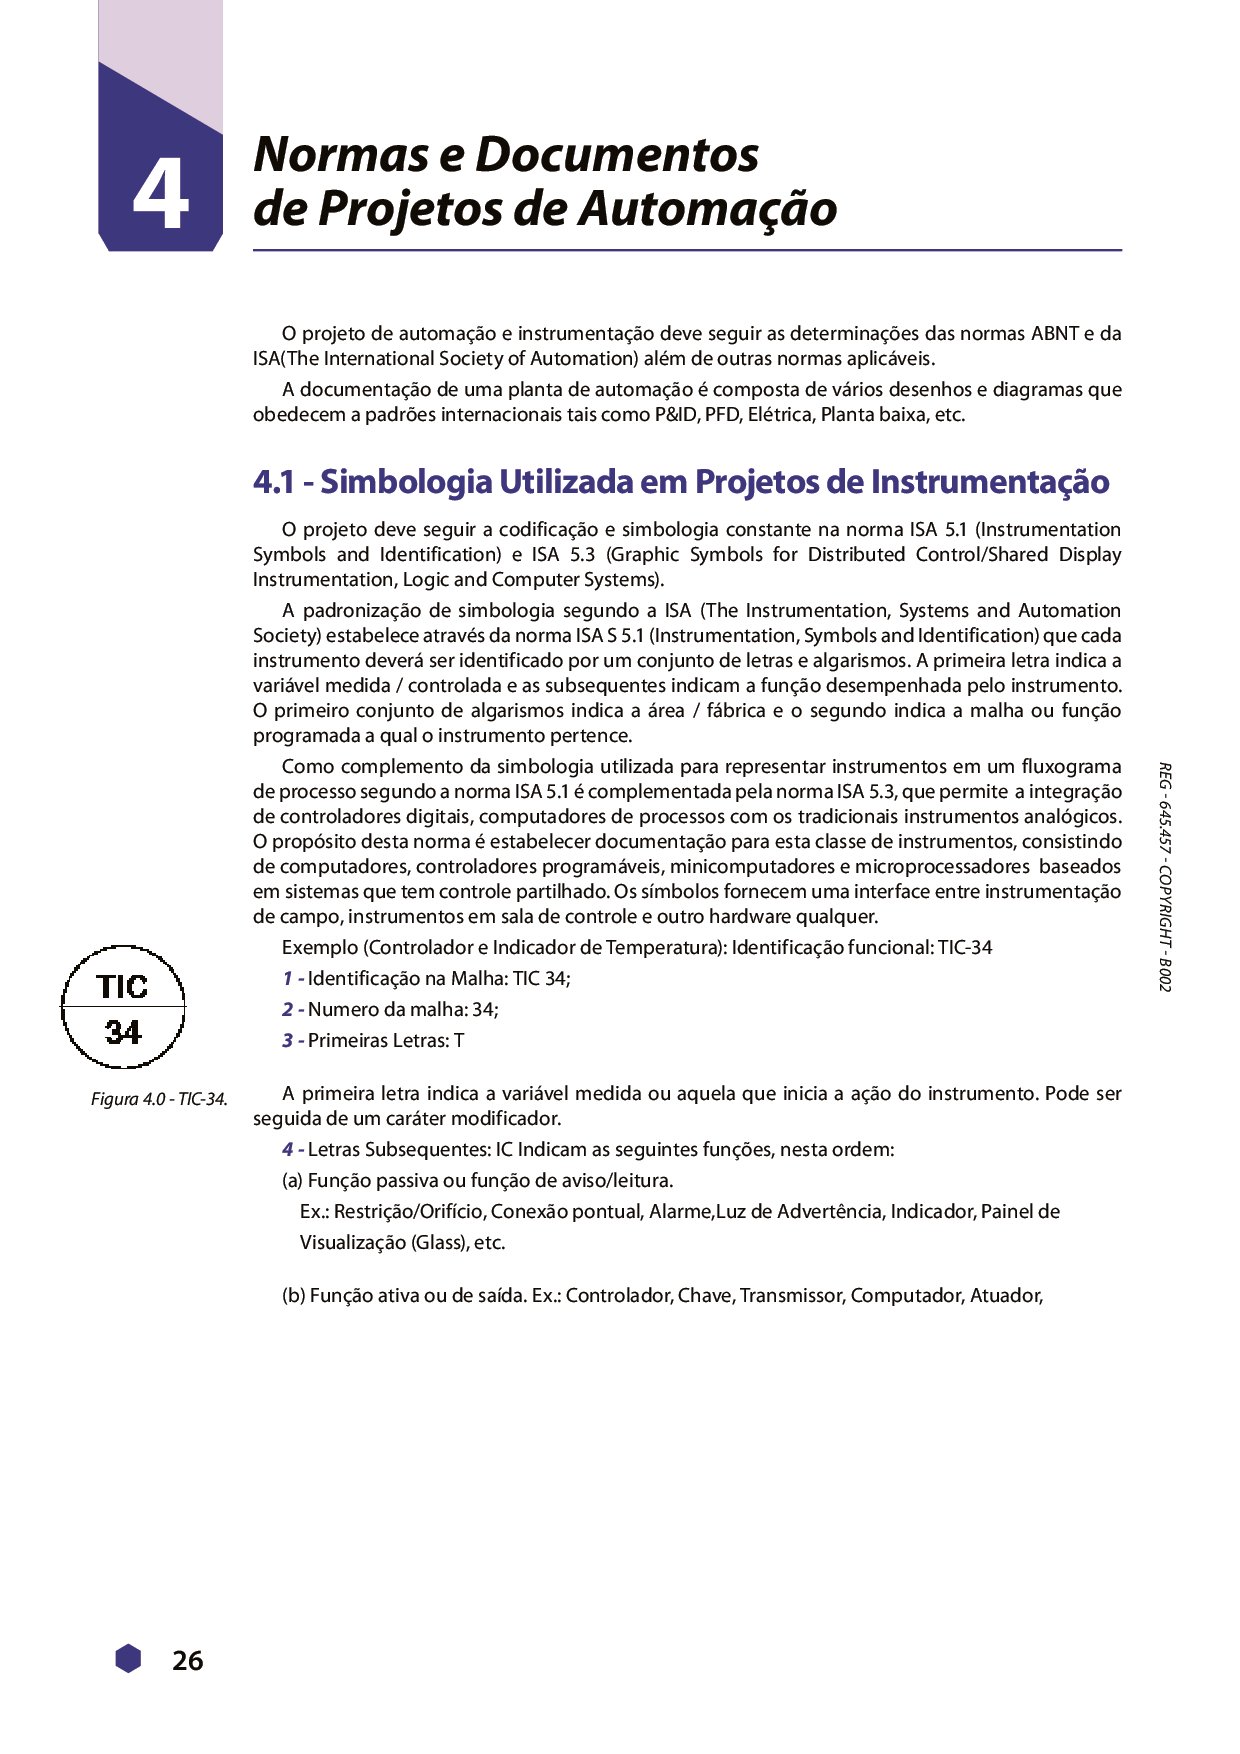 4
Normas e Documentos
de Projetos de Automação
O projeto de automação e instrumentação deve seguir as determinações das normas ABNT e da
ISA(The International Society of Automation) além de outras normas aplicáveis.
A documentação de uma planta de automação é composta de vários desenhos e diagramas que
obedecem a padrões internacionais tais como P&ID, PFD, Elétrica, Planta baixa, etc.
4.1 - Simbologia Utilizada em Projetos de Instrumentação
O projeto deve seguir a codificação e simbologia constante na norma ISA 5.1 (Instrumentation
Symbols and Identification) e ISA 5.3 (Graphic Symbols for Distributed Control/Shared Display
Instrumentation, Logic and Computer Systems).
A padronização de simbologia segundo a ISA (The Instrumentation, Systems and Automation
Society) estabelece através da norma ISA S 5.1 (Instrumentation, Symbols and Identification) que cada
instrumento deverá ser identificado por um conjunto de letras e algarismos. A primeira letra indica a
variável medida / controlada e as subsequentes indicam a função desempenhada pelo instrumento.
O primeiro conjunto de algarismos indica a área / fábrica e o segundo indica a malha ou função
programada a qual o instrumento pertence.
Como complemento da simbologia utilizada para representar instrumentos em um fluxograma
de processo segundo a norma ISA 5.1 é complementada pela norma ISA 5.3, que permite a integração
de controladores digitais, computadores de processos com os tradicionais instrumentos analógicos.
O propósito desta norma é estabelecer documentação para esta classe de instrumentos, consistindo
de computadores, controladores programáveis, minicomputadores e microprocessadores baseados
em sistemas que tem controle partilhado. Os símbolos fornecem uma interface entre instrumentação
de campo, instrumentos em sala de controle e outro hardware qualquer.
Exemplo (Controlador e Indicador de Temperatura): Identificação funcional: TIC-34
1 - Identificação na Malha: TIC 34;
2 - Numero da malha: 34;
3 - Primeiras Letras: T
TIC
34
Figura 4.0 - TIC-34.
A primeira letra indica a variável medida ou aquela que inicia a ação do instrumento. Pode ser
seguida de um caráter modificador.
4 - Letras Subsequentes: IC Indicam as seguintes funções, nesta ordem:
(a) Função passiva ou função de aviso/leitura.
Ex.: Restrição/Orifício, Conexão pontual, Alarme,Luz de Advertência, Indicador, Painel de
Visualização (Glass), etc.
(b) Função ativa ou de saída. Ex.: Controlador, Chave, Transmissor, Computador, Atuador,
REG - 645.457 - COPYRIGHT - B002
26